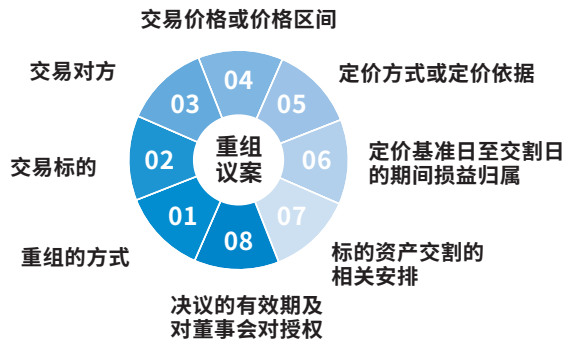 交易价格或价格区间
交易对方
04
定价方式或定价依据
03
05
交易标的
02
重组
议案
06
定价基准日至交割日
的期间损益归属
01
07
重组的方式
08
标的资产交割的
相关安排
决议的有效期及
对董事会对授权